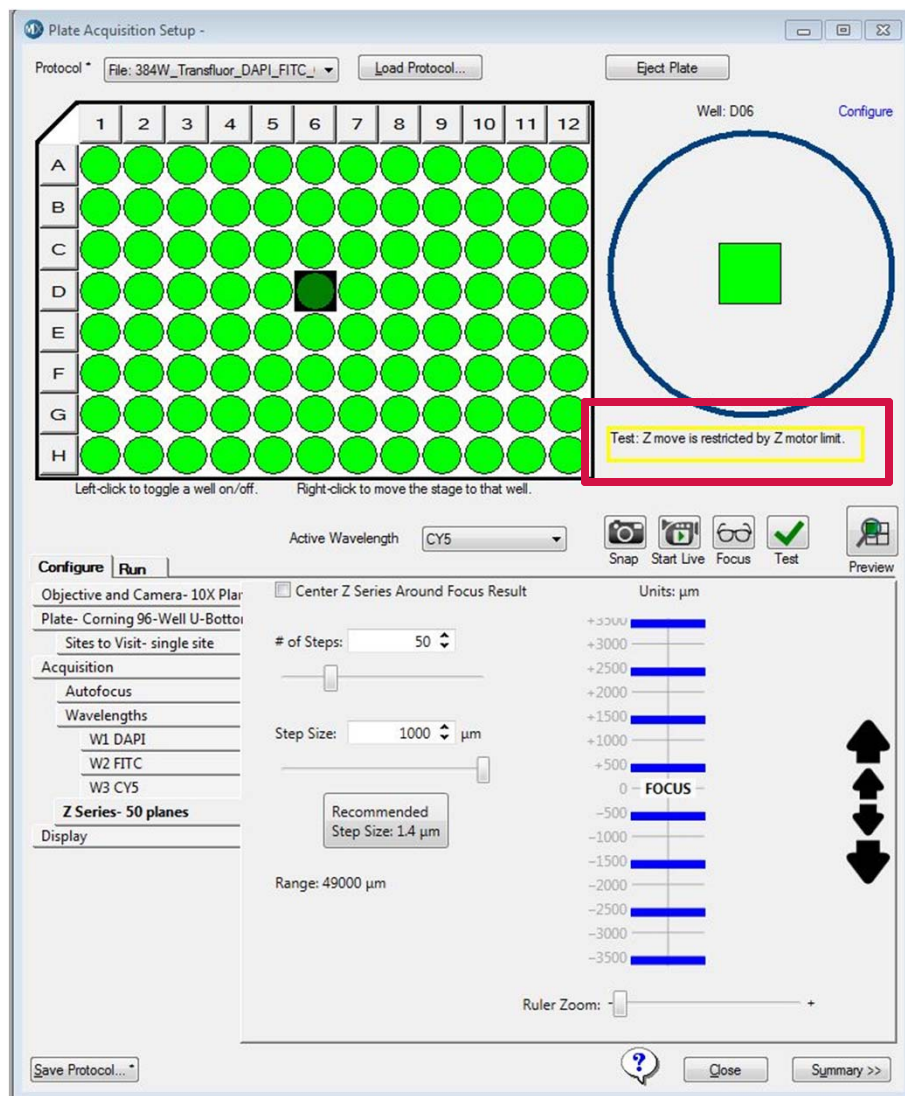 MX Plate Acquisition Setup -
Protocol * File: 384W_Transfluor_DAPI_FITC_ Load Protocol... Eject Plate
Well: D06 Configure
1 2 3 4 5 6 7 8 9 10 11 12
A
B
C
D
E
F
G
H
Test: Z move is restricted by Z motor limit.
Left-click to toggle a well on/off. Right-click to move the stage to that well.
Active Wavelength CY5
Snap Start Live Focus Test Preview
Configure Run
Objective and Camera- 10X Plar
Plate- Corning 96-Well U-Bottor
Sites to Visit- single site
Acquisition
Autofocus
Wavelengths
W1 DAPI
W2 FITC
W3 CY5
Z Series- 50 planes
Display
Center Z Series Around Focus Result
# of Steps: 50
Step Size: 1000 µm
Recommended
Step Size: 1.4 µm
Range: 49000 µm
Units: µm
+3500
+3000
+2500
+2000
+1500
+1000
+500
0 FOCUS
−500
−1000
−1500
−2000
−2500
−3000
−3500
Ruler Zoom: - +
Save Protocol... * ? Close Summary >>